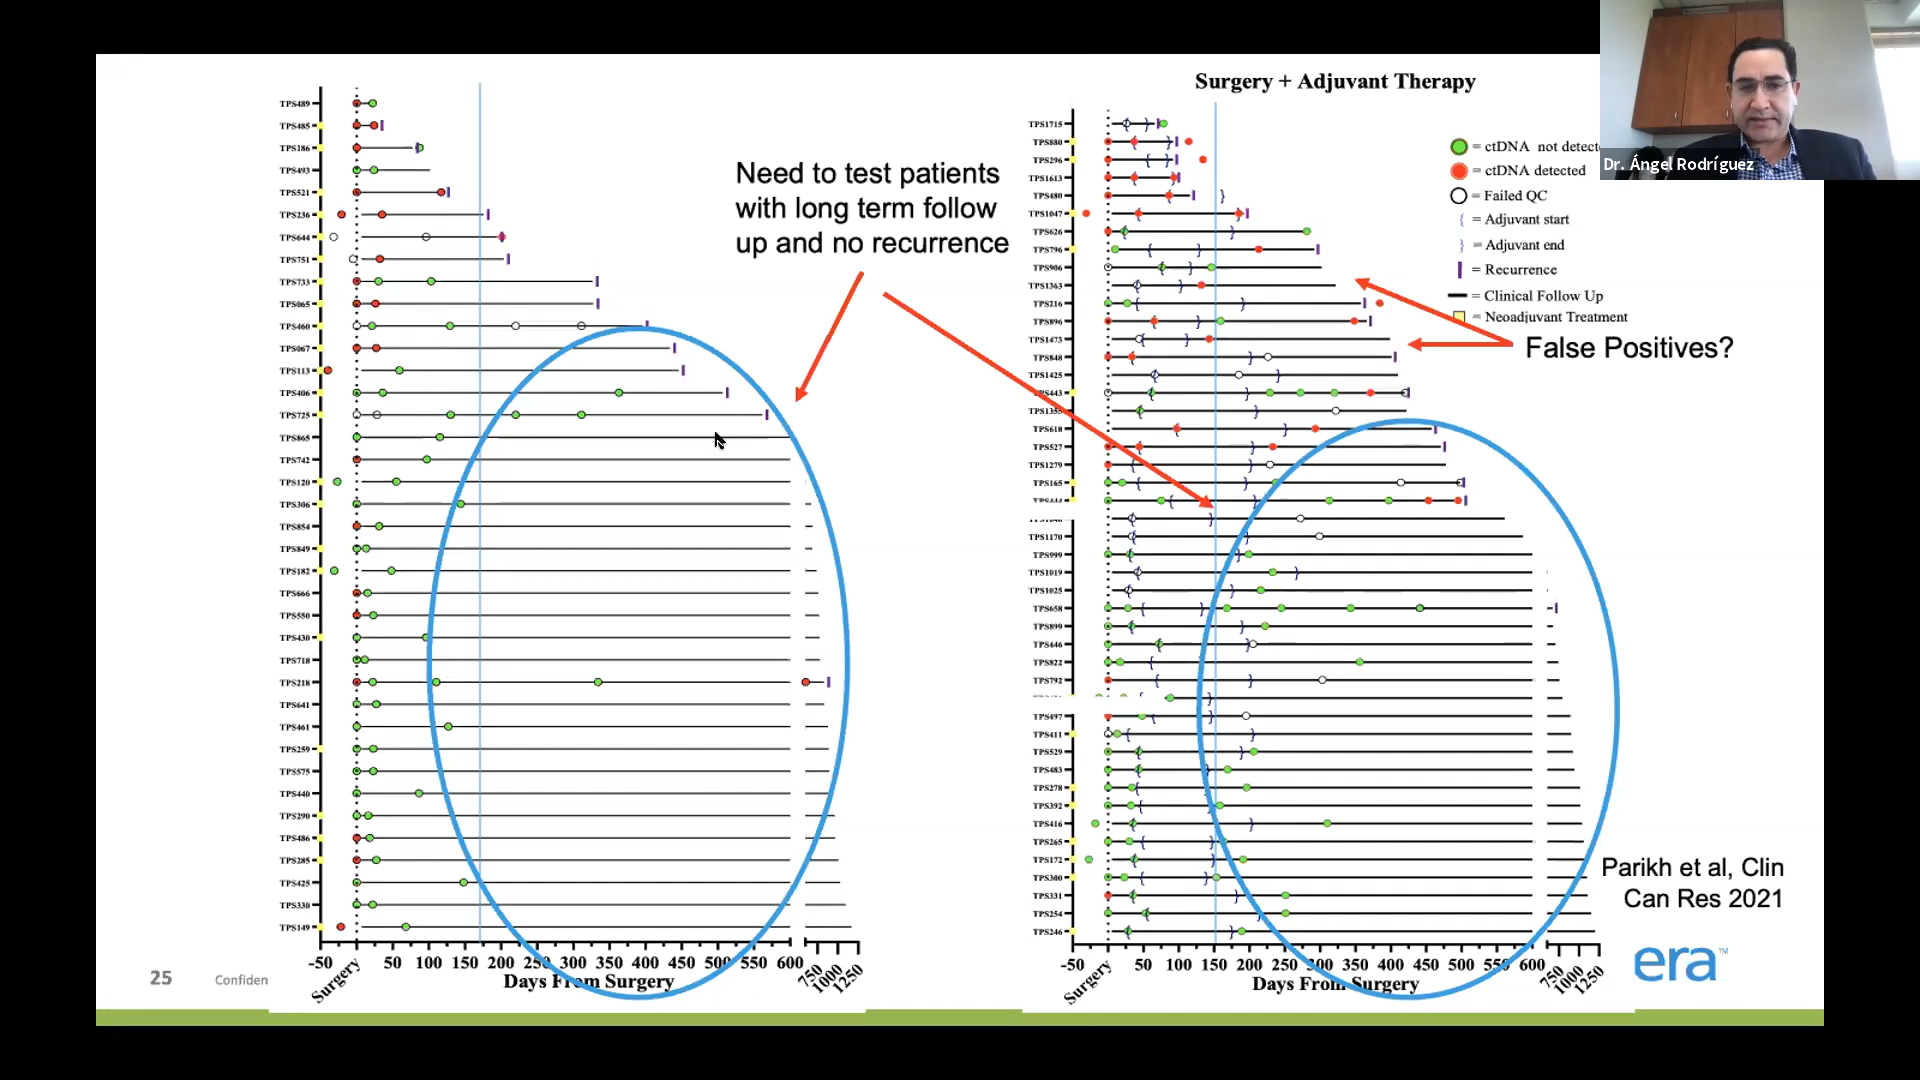 Surgery + Adjuvant Therapy
Dr. Ángel Rodríguez
= ctDNA not detect
= ctDNA detected
= Failed QC
{ = Adjuvant start
} = Adjuvant end
= Recurrence
= Clinical Follow Up
= Neoadjuvant Treatment
Need to test patients
with long term follow
up and no recurrence
False Positives?
TPS489
TPS485
TPS186
TPS493
TPS521
TPS236
TPS644
TPS751
TPS733
TPS065
TPS460
TPS067
TPS113
TPS406
TPS725
TPS865
TPS742
TPS120
TPS306
TPS854
TPS849
TPS182
TPS666
TPS550
TPS430
TPS718
TPS218
TPS641
TPS461
TPS259
TPS575
TPS440
TPS290
TPS486
TPS285
TPS425
TPS330
TPS149
-50 Surgery 50 100 150 200 250 300 350 400 450 500 550 600 750 1000 1250
Days From Surgery
TPS1715
TPS880
TPS296
TPS1613
TPS480
TPS1047
TPS626
TPS796
TPS906
TPS1363
TPS216
TPS896
TPS1473
TPS848
TPS1425
TPS443
TPS1355
TPS618
TPS527
TPS1279
TPS165
TPS1170
TPS999
TPS1019
TPS1025
TPS658
TPS899
TPS446
TPS822
TPS792
TPS497
TPS411
TPS529
TPS483
TPS278
TPS392
TPS416
TPS265
TPS172
TPS300
TPS331
TPS254
TPS246
-50 Surgery 50 100 150 200 250 300 350 400 450 500 550 600 750 1000 1250
Days From Surgery
Parikh et al, Clin
Can Res 2021
era™
25 Confiden